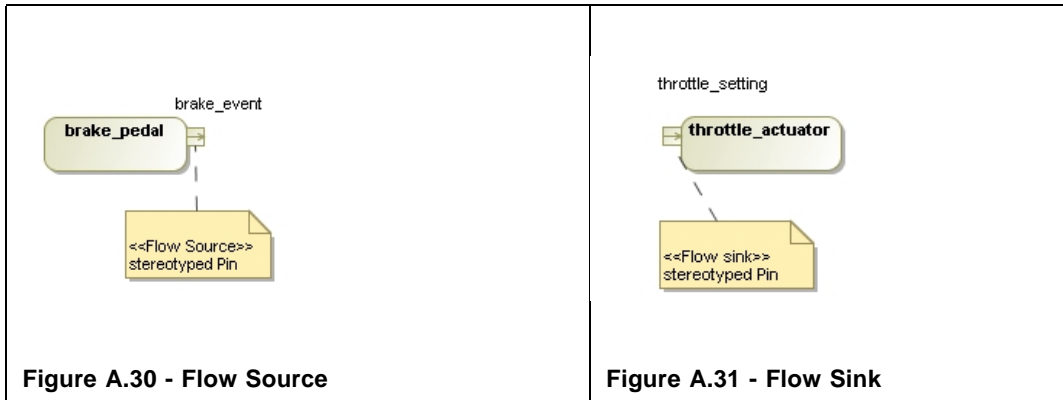 brake_event
brake_pedal
<<Flow Source>>
stereotyped Pin
Figure A.30 - Flow Source
throttle_setting
throttle_actuator
<<Flow sink>>
stereotyped Pin
Figure A.31 - Flow Sink